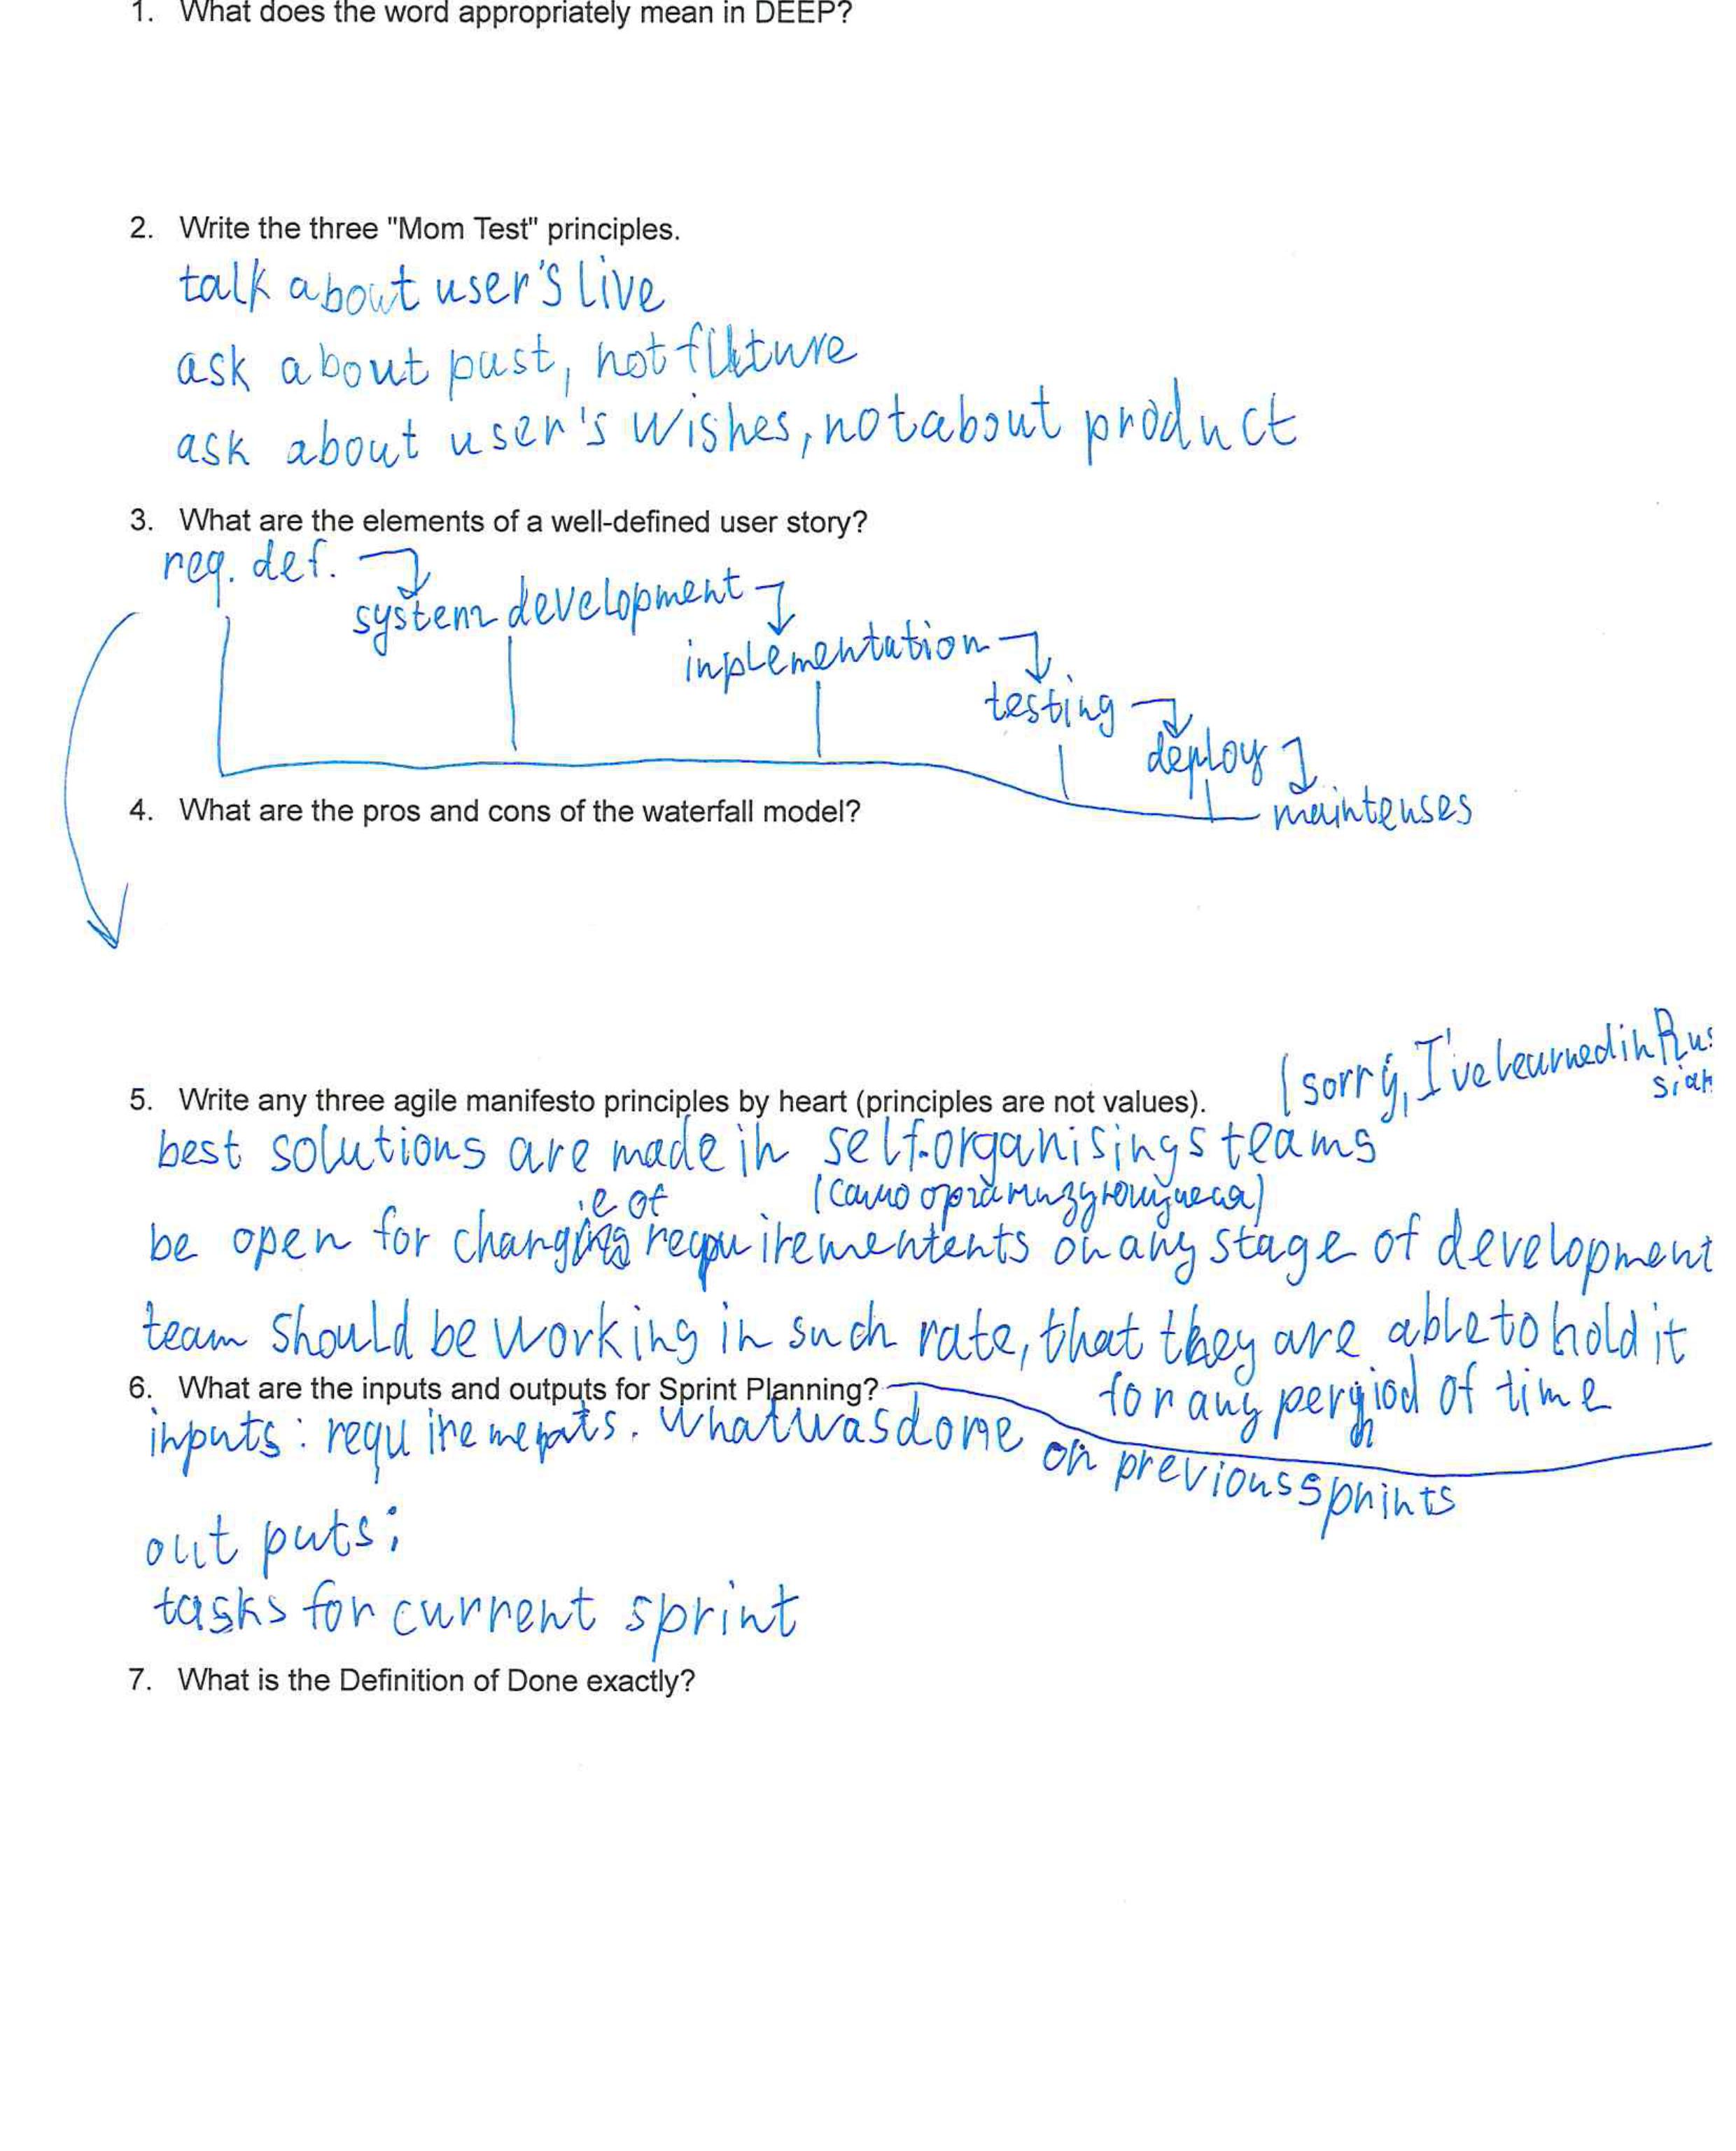 1. What does the word appropriately mean in DEEP?
2. Write the three "Mom Test" principles.
talk about user's live
ask about past, not future
ask about user's wishes, not about product
3. What are the elements of a well-defined user story?
req. def.
system development
inplementation
testing
deploy
maintenses
4. What are the pros and cons of the waterfall model?
(sorry, I've learned in Rus
sian
5. Write any three agile manifesto principles by heart (principles are not values).
best solutions are made in self-organisings teams
(самоорганизующиеся)
e of
be open for change requirementents on any stage of development
team should be working in such rate, that they are able to hold it
for any period of time
6. What are the inputs and outputs for Sprint Planning?
inputs: requirements. what was done on previous sprints
out puts:
tasks for current sprint
7. What is the Definition of Done exactly?